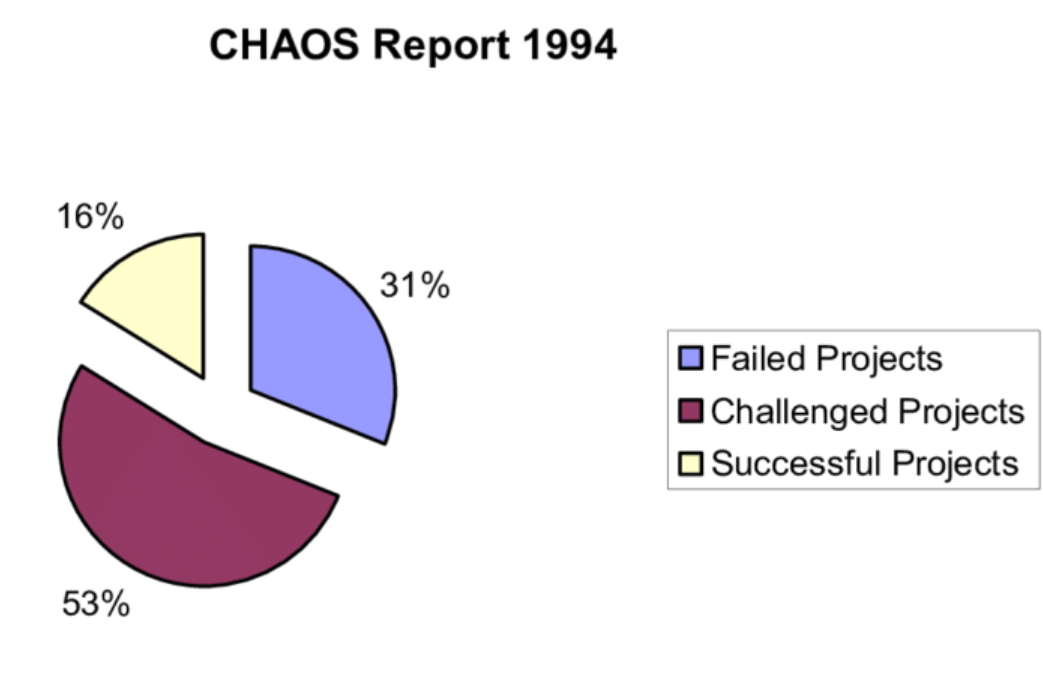 CHAOS Report 1994
16%
31%
Failed Projects
Challenged Projects
Successful Projects
53%